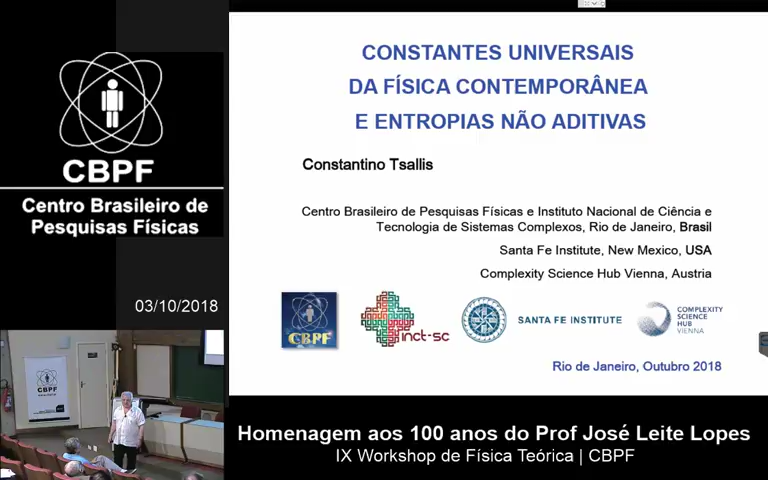 CONSTANTES UNIVERSAIS
DA FÍSICA CONTEMPORÂNEA
E ENTROPIAS NÃO ADITIVAS
Constantino Tsallis
Centro Brasileiro de Pesquisas Físicas e Instituto Nacional de Ciência e
Tecnologia de Sistemas Complexos, Rio de Janeiro, Brasil
Santa Fe Institute, New Mexico, USA
Complexity Science Hub Vienna, Austria
CBPF
inct-sc
SANTA FE INSTITUTE
COMPLEXITY
SCIENCE
HUB
VIENNA
Rio de Janeiro, Outubro 2018
CBPF
Centro Brasileiro de
Pesquisas Físicas
03/10/2018
CBPF
Homenagem aos 100 anos do Prof José Leite Lopes
IX Workshop de Física Teórica | CBPF